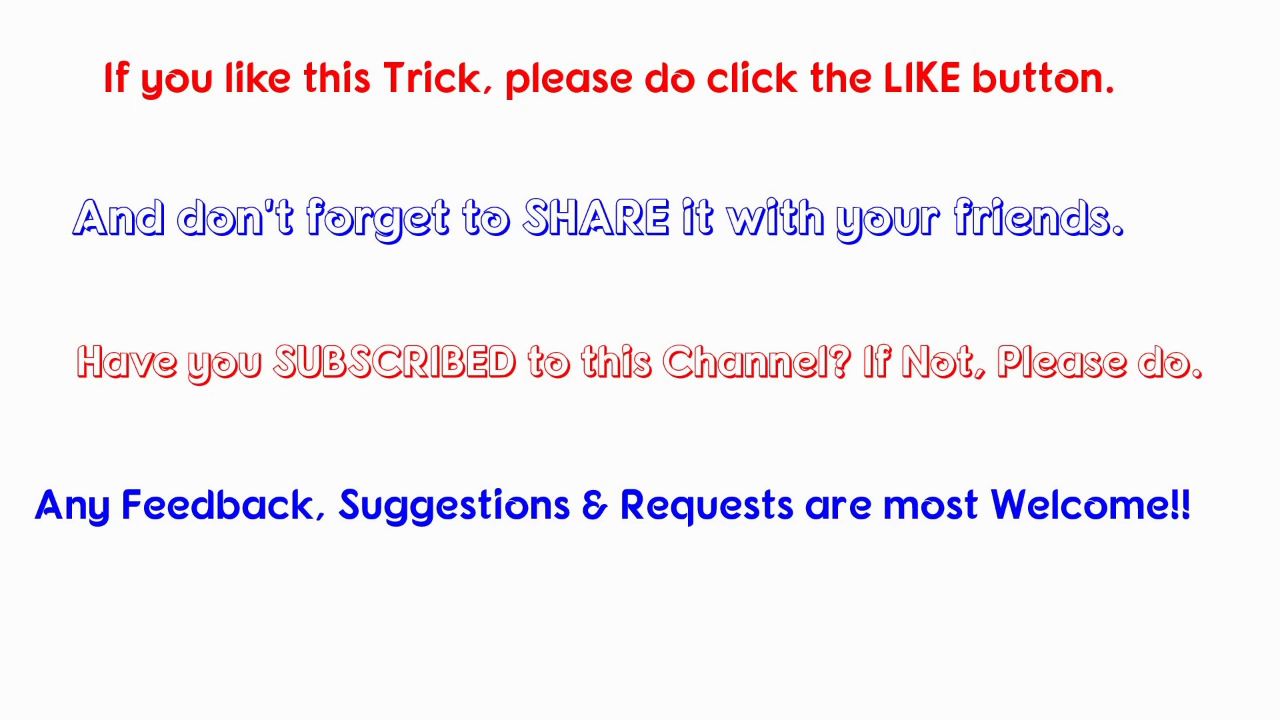 If you like this Trick, please do click the LIKE button.
And don't forget to SHARE it with your friends.
Have you SUBSCRIBED to this Channel? If Not, Please do.
Any Feedback, Suggestions & Requests are most Welcome!!